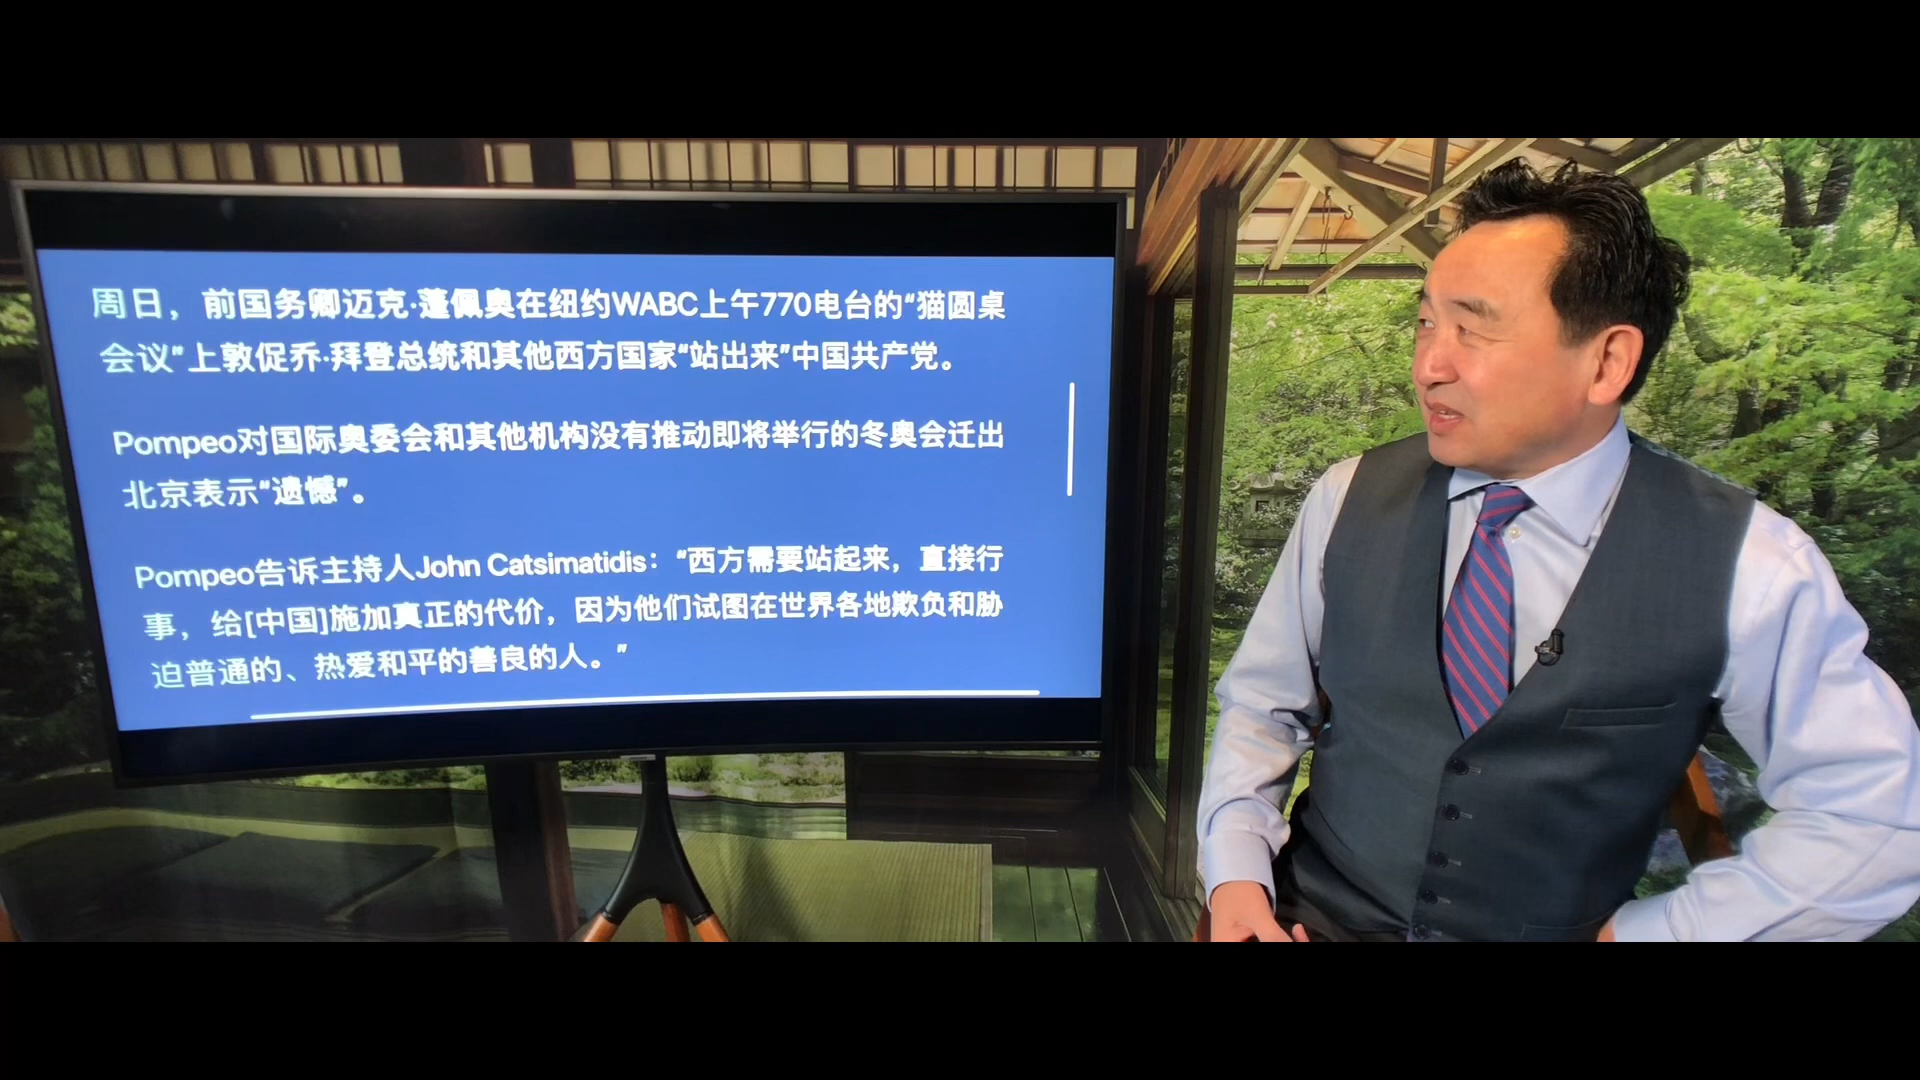 周日，前国务卿迈克·蓬佩奥在纽约WABC上午770电台的“猫圆桌
会议”上敦促乔·拜登总统和其他西方国家“站出来”中国共产党。
Pompeo对国际奥委会和其他机构没有推动即将举行的冬奥会迁出
北京表示“遗憾”。
Pompeo告诉主持人John Catsimatidis：“西方需要站起来，直接行
事，给[中国]施加真正的代价，因为他们试图在世界各地欺负和胁
迫普通的、热爱和平的善良的人。”